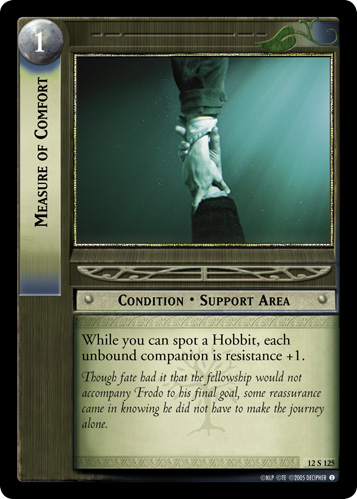 1
MEASURE OF COMFORT
CONDITION • SUPPORT AREA
While you can spot a Hobbit, each
unbound companion is resistance +1.
Though fate had it that the fellowship would not
accompany Frodo to his final goal, some reassurance
came in knowing he did not have to make the journey
alone.
12 S 125
©NLP ©TE ©2005 DECIPHER